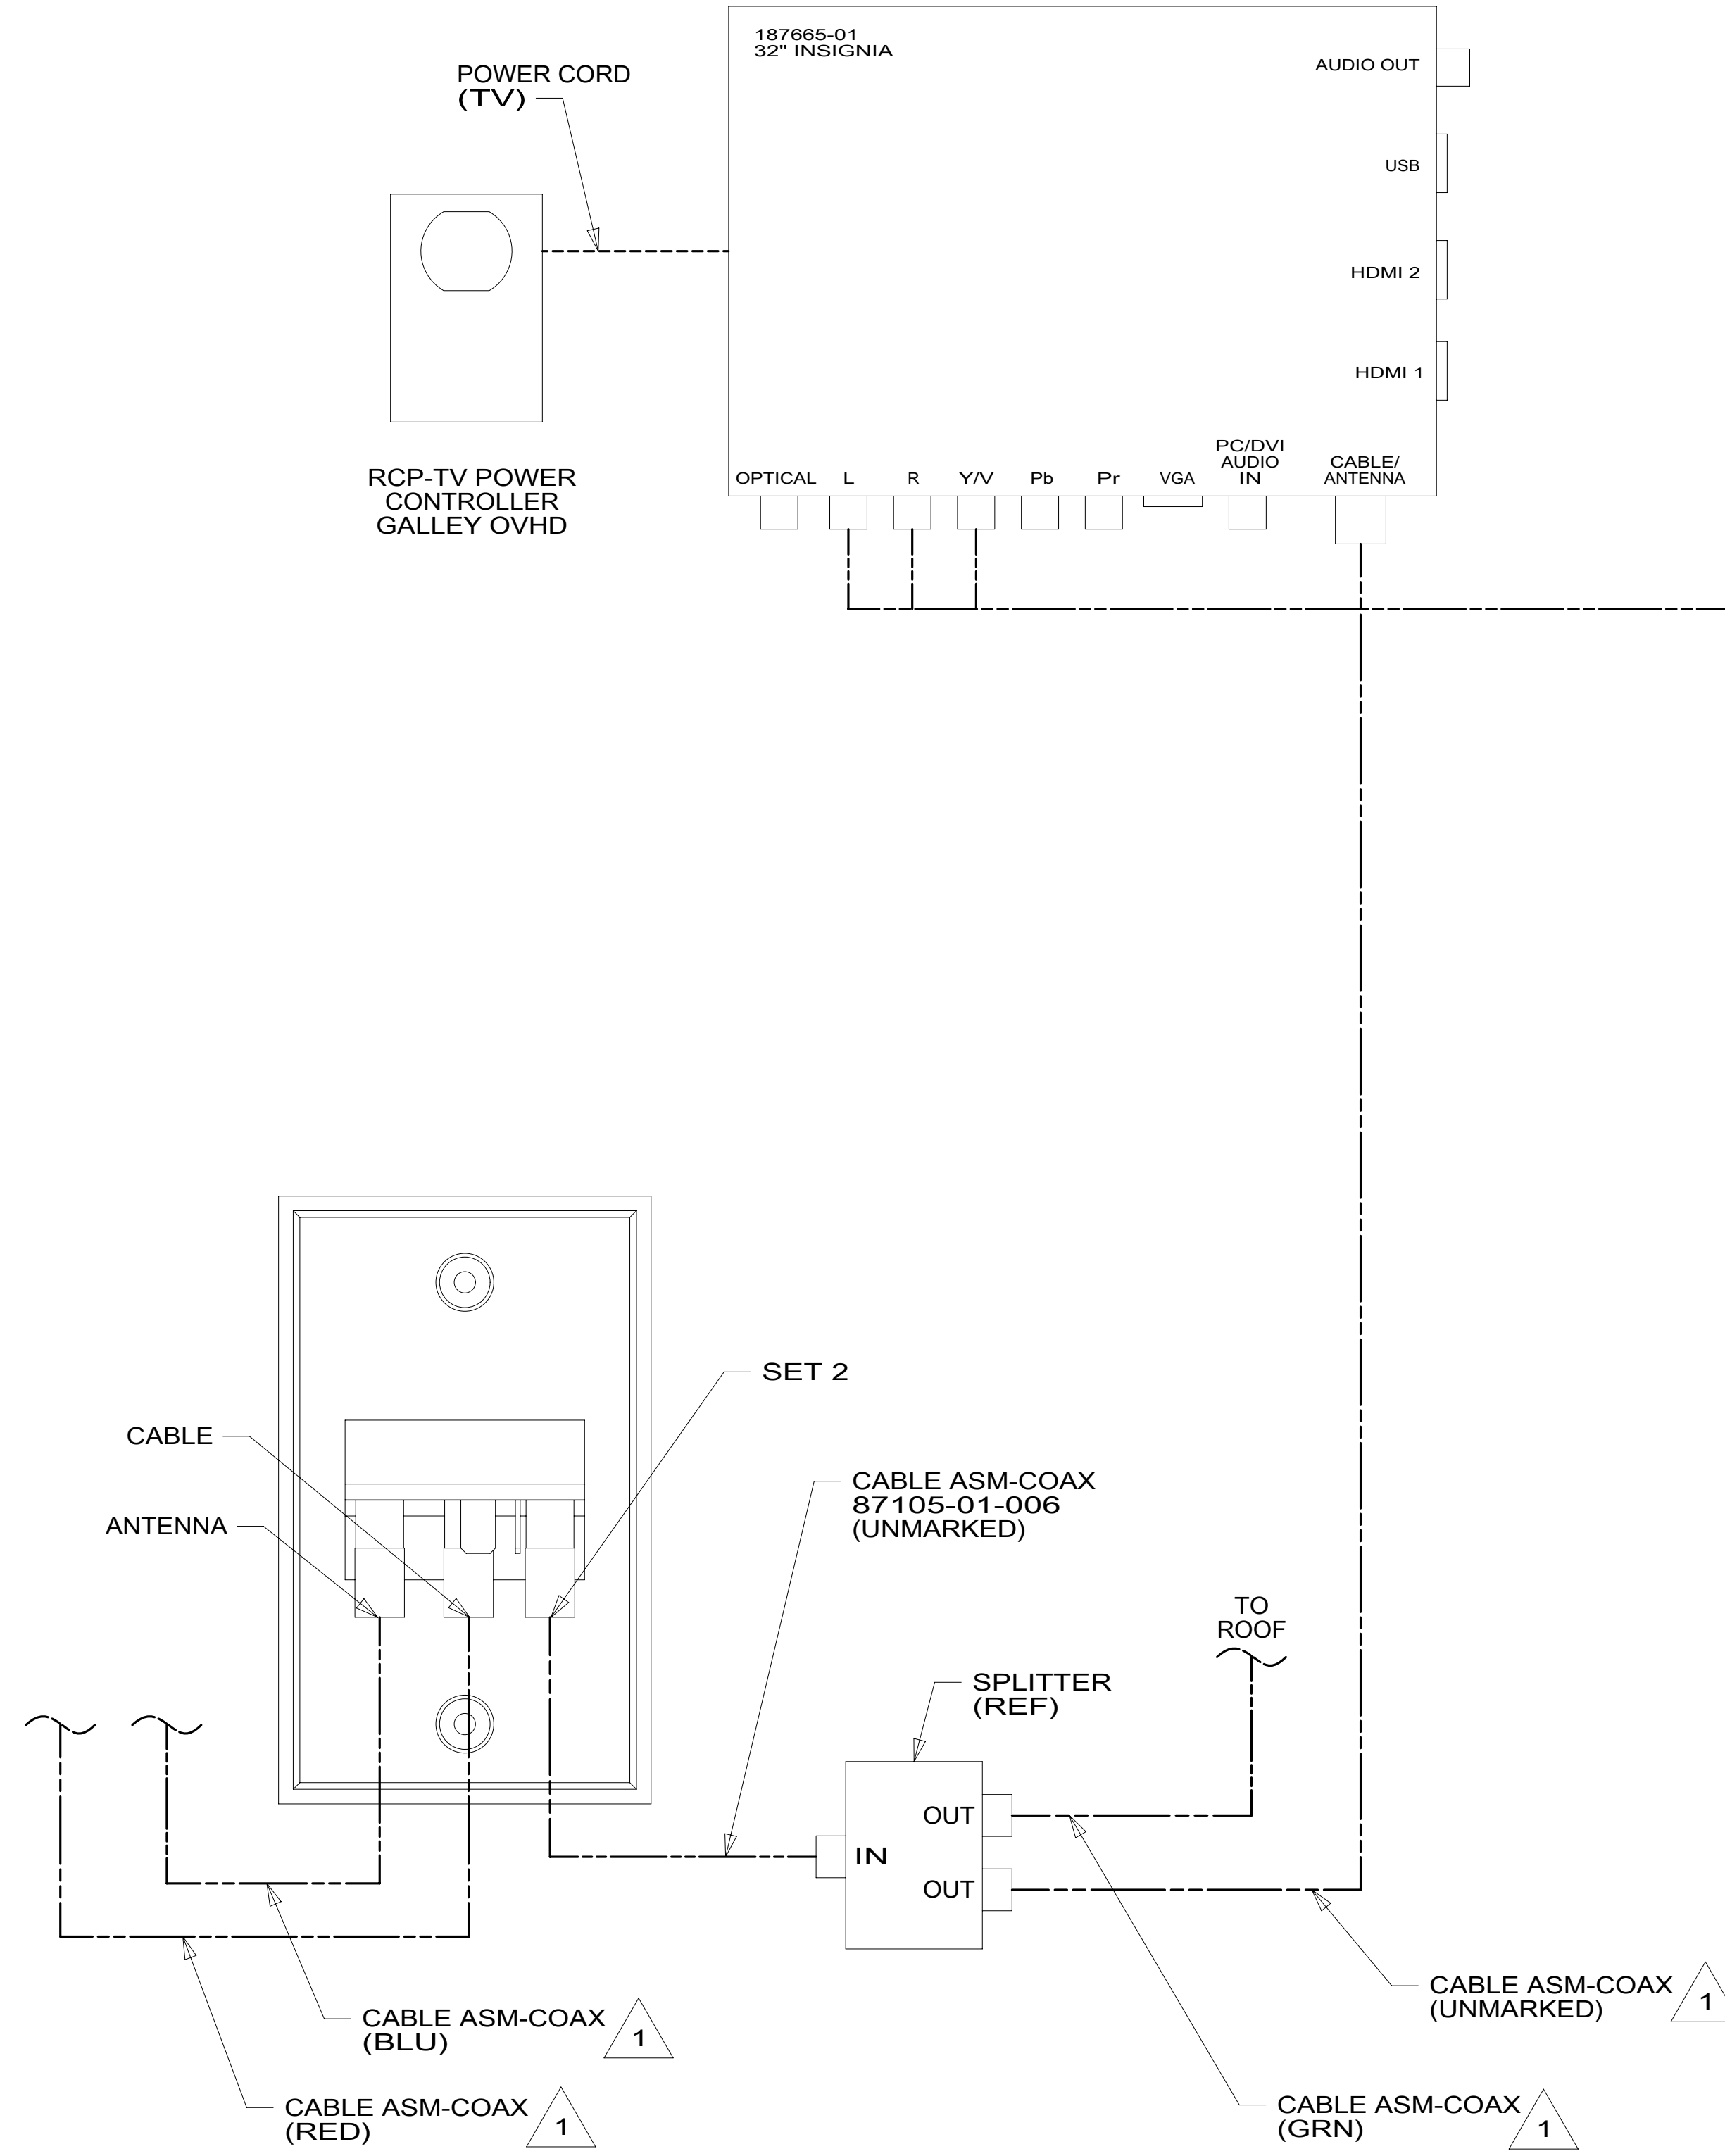 187665-01
32" INSIGNIA
AUDIO OUT
POWER CORD
(TV)
USB
HDMI 2
HDMI 1
RCP-TV POWER
CONTROLLER
GALLEY OVHD
OPTICAL
L
R
Y/V
Pb
Pr
VGA
PC/DVI
AUDIO
IN
CABLE/
ANTENNA
SET 2
CABLE
ANTENNA
CABLE ASM-COAX
87105-01-006
(UNMARKED)
TO
ROOF
SPLITTER
(REF)
OUT
IN
OUT
CABLE ASM-COAX
(UNMARKED)
1
CABLE ASM-COAX
(BLU)
1
CABLE ASM-COAX
(RED)
1
CABLE ASM-COAX
(GRN)
1